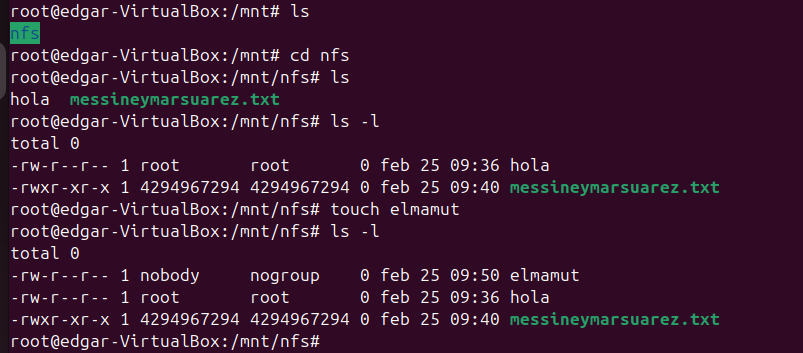 root@edgar-VirtualBox:/mnt# ls
nfs
root@edgar-VirtualBox:/mnt# cd nfs
root@edgar-VirtualBox:/mnt/nfs# ls
hola  messineymarsuarez.txt
root@edgar-VirtualBox:/mnt/nfs# ls -l
total 0
-rw-r--r-- 1 root       root       0 feb 25 09:36 hola
-rwxr-xr-x 1 4294967294 4294967294 0 feb 25 09:40 messineymarsuarez.txt
root@edgar-VirtualBox:/mnt/nfs# touch elmamut
root@edgar-VirtualBox:/mnt/nfs# ls -l
total 0
-rw-r--r-- 1 nobody     nogroup    0 feb 25 09:50 elmamut
-rw-r--r-- 1 root       root       0 feb 25 09:36 hola
-rwxr-xr-x 1 4294967294 4294967294 0 feb 25 09:40 messineymarsuarez.txt
root@edgar-VirtualBox:/mnt/nfs#